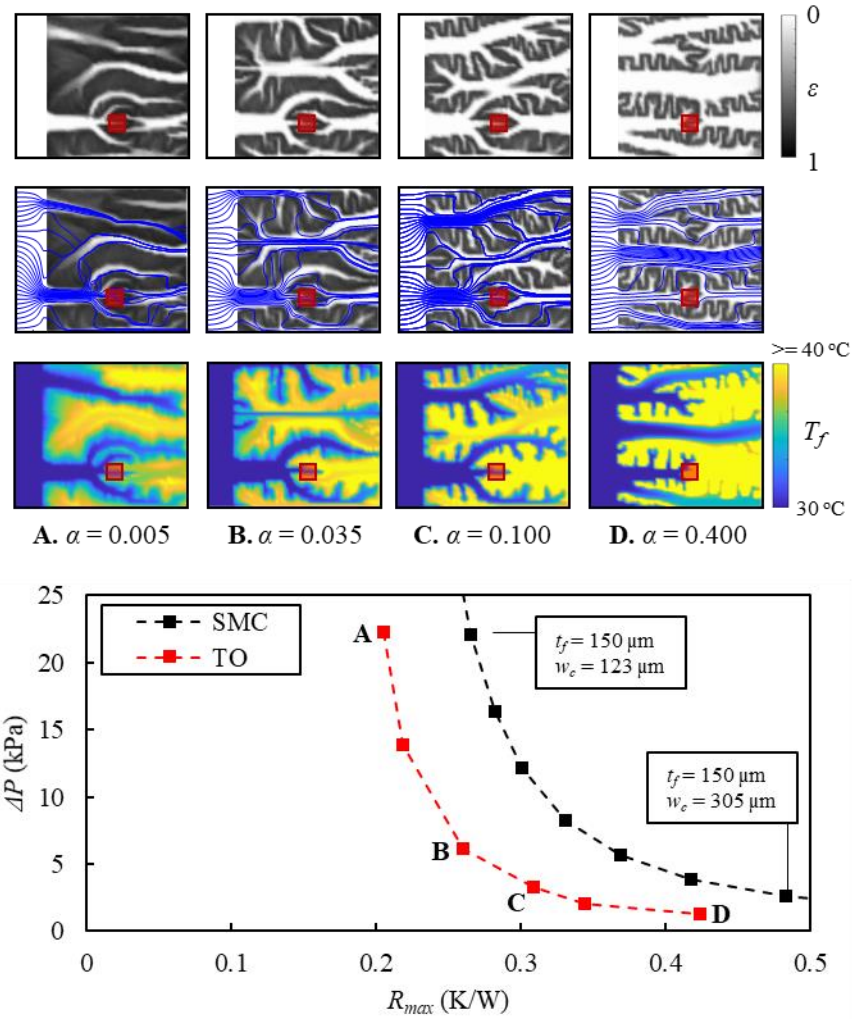 0
ε
1
>= 40 °C
T_f
30 °C
A. α = 0.005
B. α = 0.035
C. α = 0.100
D. α = 0.400
25
20
15
10
5
0
ΔP (kPa)
SMC
TO
A
B
C
D
t_f = 150 µm
w_c = 123 µm
t_f = 150 µm
w_c = 305 µm
0
0.1
0.2
0.3
0.4
0.5
R_max (K/W)